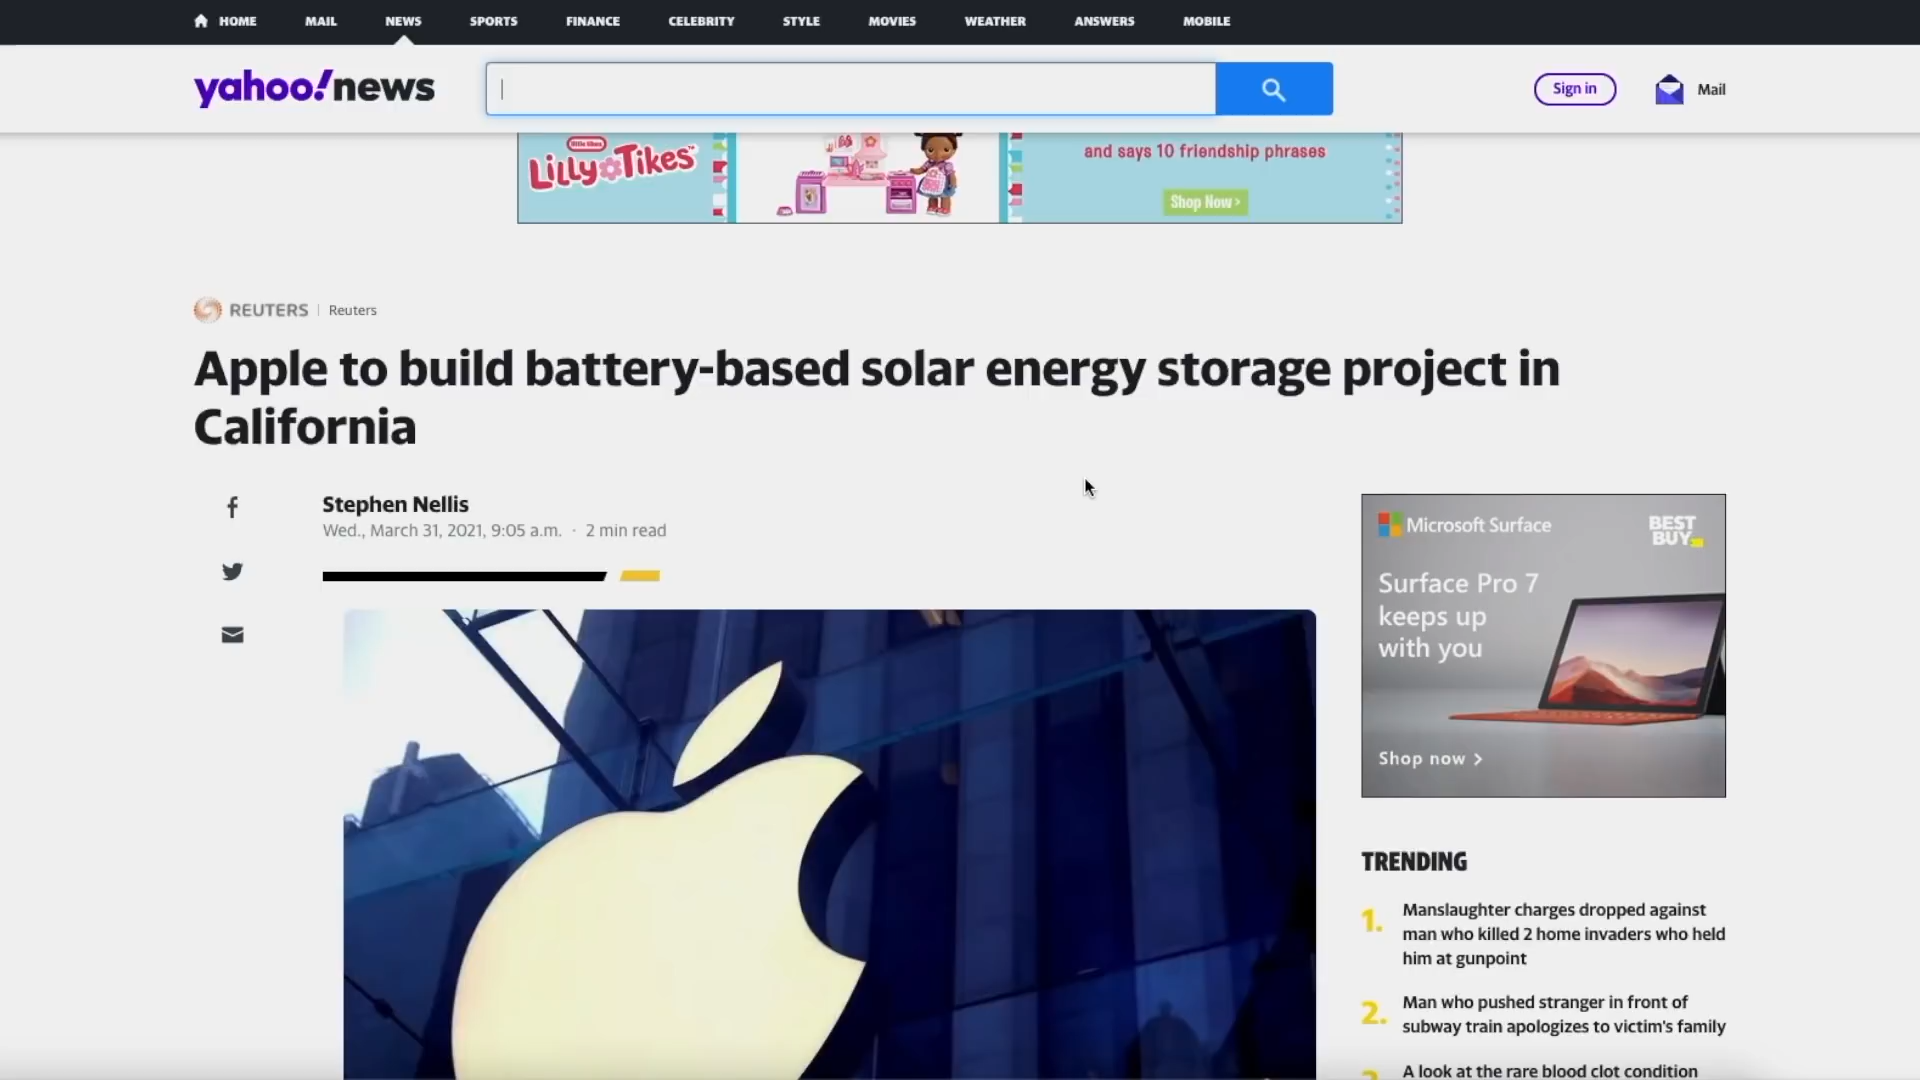 HOME MAIL NEWS SPORTS FINANCE CELEBRITY STYLE MOVIES WEATHER ANSWERS MOBILE
yahoo!news
Sign in
Mail
little tikes
Lilly Tikes™
and says 10 friendship phrases
Shop Now ›
REUTERS | Reuters
Apple to build battery-based solar energy storage project in
California
Stephen Nellis
Wed., March 31, 2021, 9:05 a.m. · 2 min read
Microsoft Surface
BEST
BUY
Surface Pro 7
keeps up
with you
Shop now >
TRENDING
1. Manslaughter charges dropped against
man who killed 2 home invaders who held
him at gunpoint
2. Man who pushed stranger in front of
subway train apologizes to victim's family
A look at the rare blood clot condition